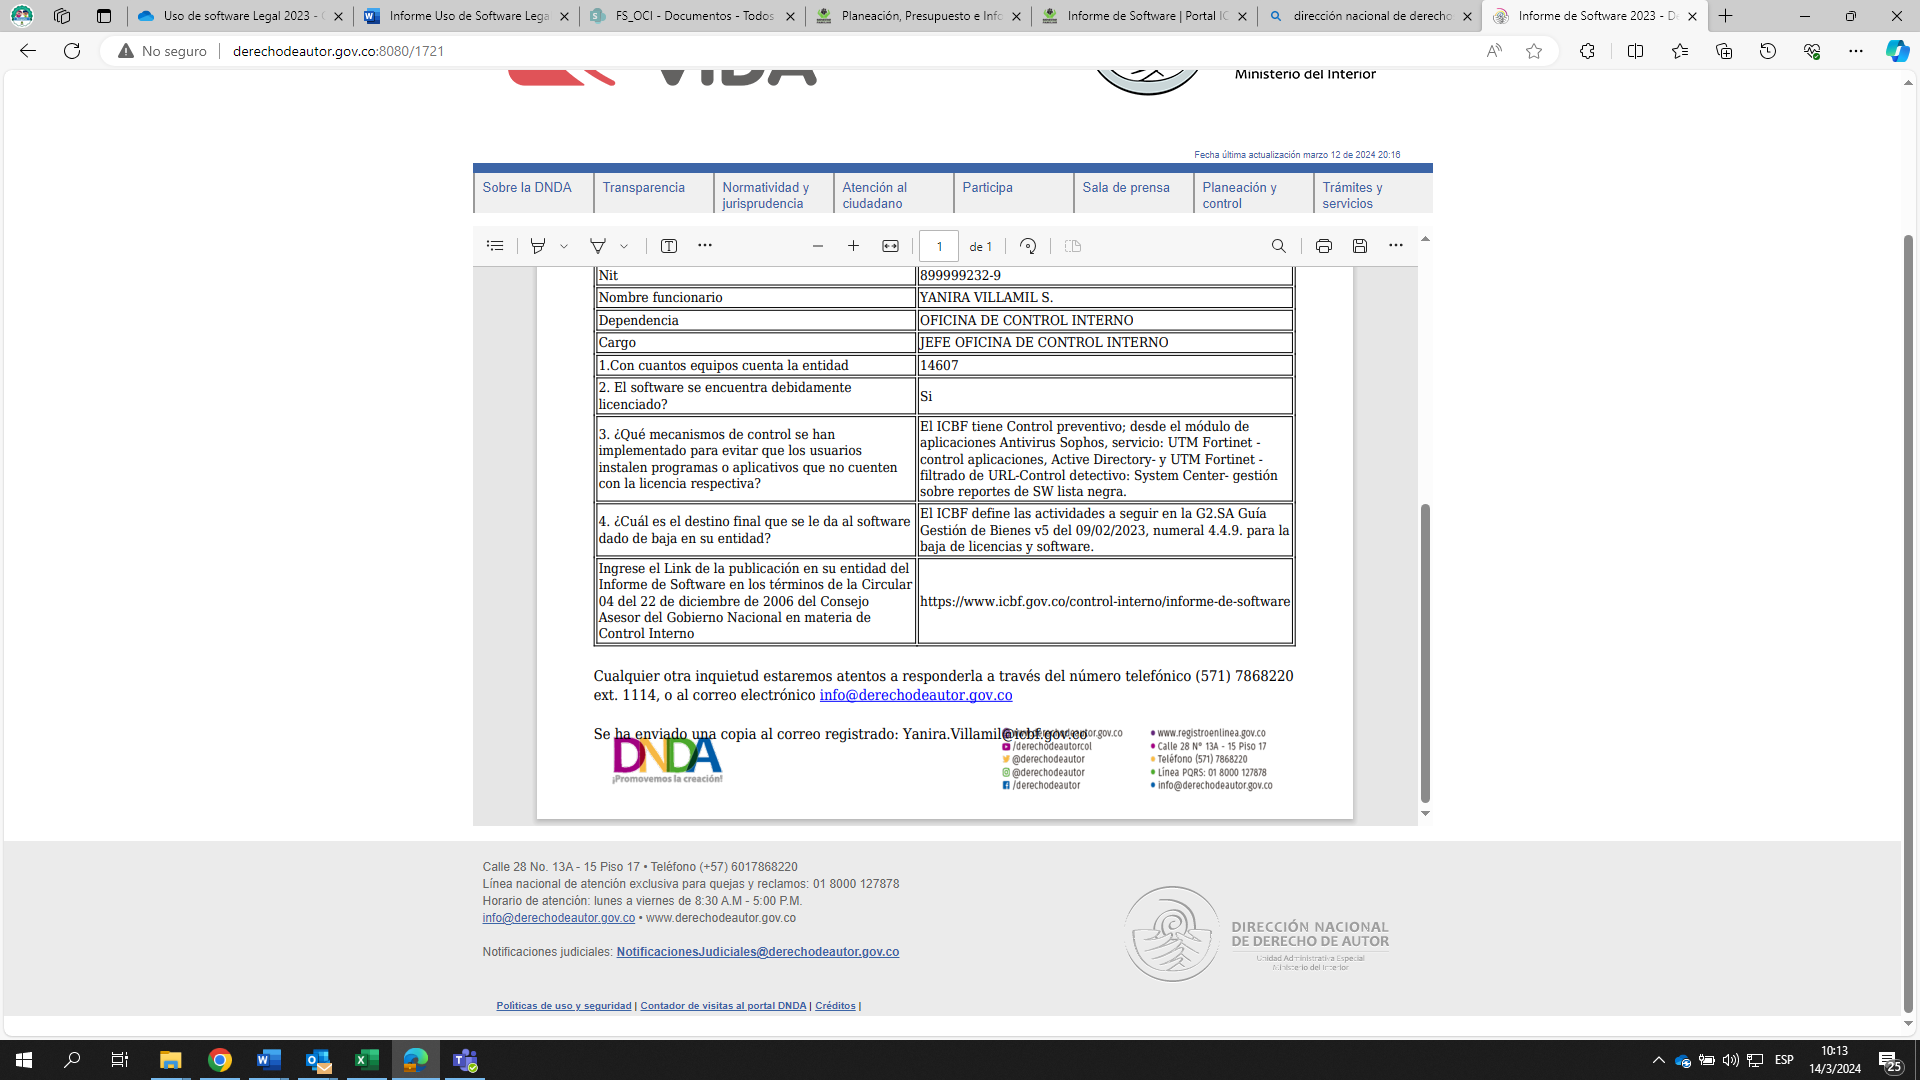 Uso de software Legal 2023 - 
Informe Uso de Software Lega
FS_OCI - Documentos - Todos
Planeación, Presupuesto e Info
Informe de Software | Portal IC
dirección nacional de derecho
Informe de Software 2023 - De
No seguro
derechodeautor.gov.co:8080/1721
VIDA
Ministerio del Interior
Fecha última actualización marzo 12 de 2024 20:16
Sobre la DNDA
Transparencia
Normatividad y
jurisprudencia
Atención al
ciudadano
Participa
Sala de prensa
Planeación y
control
Trámites y
servicios
1 de 1
Nit
899999232-9
Nombre funcionario
YANIRA VILLAMIL S.
Dependencia
OFICINA DE CONTROL INTERNO
Cargo
JEFE OFICINA DE CONTROL INTERNO
1.Con cuantos equipos cuenta la entidad
14607
2. El software se encuentra debidamente
licenciado?
Si
3. ¿Qué mecanismos de control se han
implementado para evitar que los usuarios
instalen programas o aplicativos que no cuenten
con la licencia respectiva?
El ICBF tiene Control preventivo; desde el módulo de
aplicaciones Antivirus Sophos, servicio: UTM Fortinet -
control aplicaciones, Active Directory- y UTM Fortinet -
filtrado de URL-Control detectivo: System Center- gestión
sobre reportes de SW lista negra.
4. ¿Cuál es el destino final que se le da al software
dado de baja en su entidad?
El ICBF define las actividades a seguir en la G2.SA Guía
Gestión de Bienes v5 del 09/02/2023, numeral 4.4.9. para la
baja de licencias y software.
Ingrese el Link de la publicación en su entidad del
Informe de Software en los términos de la Circular
04 del 22 de diciembre de 2006 del Consejo
Asesor del Gobierno Nacional en materia de
Control Interno
https://www.icbf.gov.co/control-interno/informe-de-software
Cualquier otra inquietud estaremos atentos a responderla a través del número telefónico (571) 7868220
ext. 1114, o al correo electrónico info@derechodeautor.gov.co
Se ha enviado una copia al correo registrado: Yanira.Villamil@icbf.gov.co
DNDA
¡Promovemos la creación!
www.derechodeautor.gov.co
/derechodeautorcol
@derechodeautor
@derechodeautor
/derechodeautor
• www.registroenlinea.gov.co
• Calle 28 N° 13A - 15 Piso 17
• Teléfono (571) 7868220
• Línea PQRS: 01 8000 127878
• info@derechodeautor.gov.co
Calle 28 No. 13A - 15 Piso 17 • Teléfono (+57) 6017868220
Línea nacional de atención exclusiva para quejas y reclamos: 01 8000 127878
Horario de atención: lunes a viernes de 8:30 A.M - 5:00 P.M.
info@derechodeautor.gov.co • www.derechodeautor.gov.co
Notificaciones judiciales: NotificacionesJudiciales@derechodeautor.gov.co
DIRECCIÓN NACIONAL
DE DERECHO DE AUTOR
Unidad Administrativa Especial
Ministerio del Interior
Políticas de uso y seguridad | Contador de visitas al portal DNDA | Créditos |
ESP
10:13
14/3/2024
25